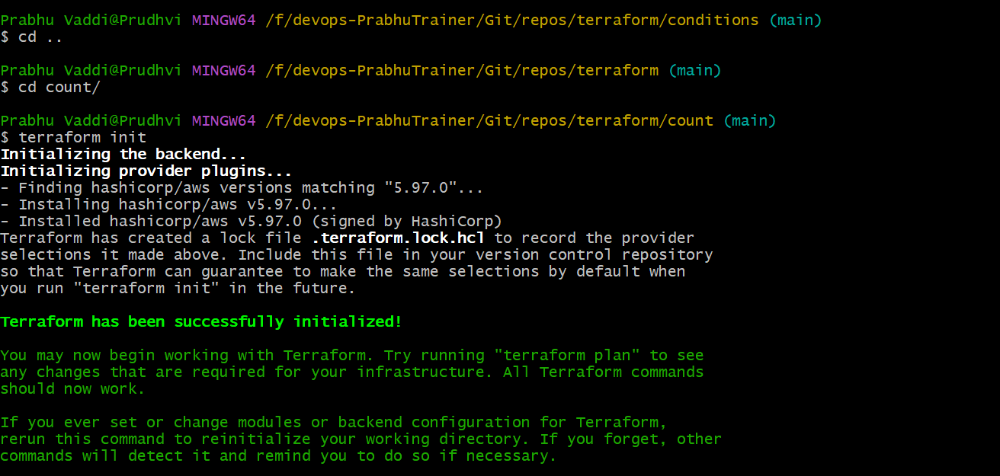 Prabhu Vaddi@Prudhvi MINGW64 /f/devops-PrabhuTrainer/Git/repos/terraform/conditions (main)
$ cd ..
Prabhu Vaddi@Prudhvi MINGW64 /f/devops-PrabhuTrainer/Git/repos/terraform (main)
$ cd count/
Prabhu Vaddi@Prudhvi MINGW64 /f/devops-PrabhuTrainer/Git/repos/terraform/count (main)
$ terraform init
Initializing the backend...
Initializing provider plugins...
- Finding hashicorp/aws versions matching "5.97.0"...
- Installing hashicorp/aws v5.97.0...
- Installed hashicorp/aws v5.97.0 (signed by HashiCorp)
Terraform has created a lock file .terraform.lock.hcl to record the provider
selections it made above. Include this file in your version control repository
so that Terraform can guarantee to make the same selections by default when
you run "terraform init" in the future.
Terraform has been successfully initialized!
You may now begin working with Terraform. Try running "terraform plan" to see
any changes that are required for your infrastructure. All Terraform commands
should now work.
If you ever set or change modules or backend configuration for Terraform,
rerun this command to reinitialize your working directory. If you forget, other
commands will detect it and remind you to do so if necessary.